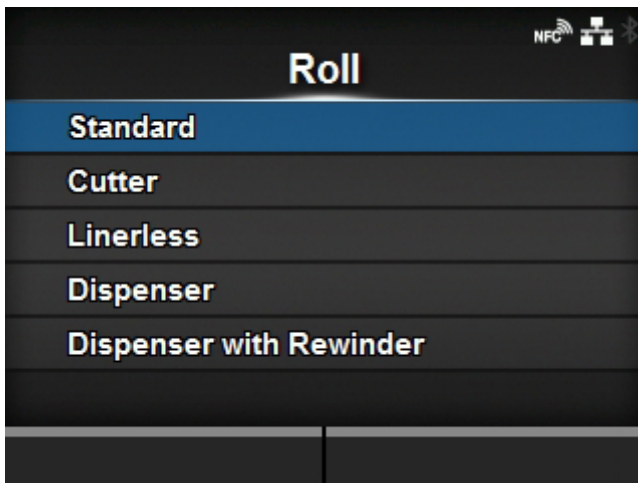 NFC
Roll
Standard
Cutter
Linerless
Dispenser
Dispenser with Rewinder